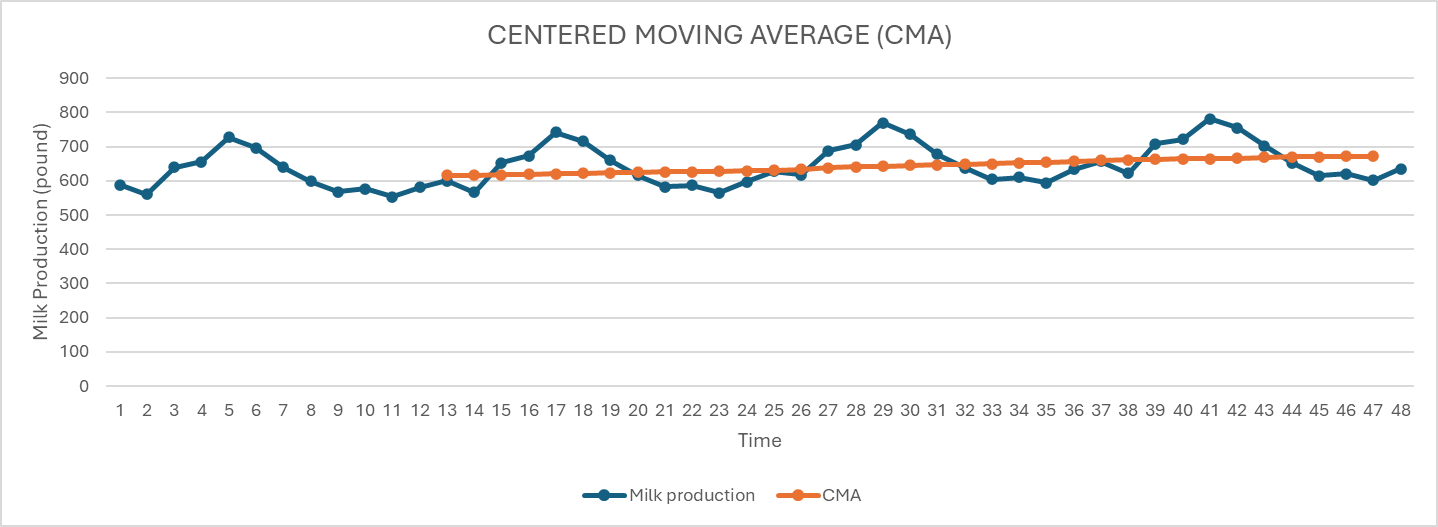 CENTERED MOVING AVERAGE (CMA)
Milk Production (pound)
900
800
700
600
500
400
300
200
100
0
1 2 3 4 5 6 7 8 9 10 11 12 13 14 15 16 17 18 19 20 21 22 23 24 25 26 27 28 29 30 31 32 33 34 35 36 37 38 39 40 41 42 43 44 45 46 47 48
Time
Milk production CMA